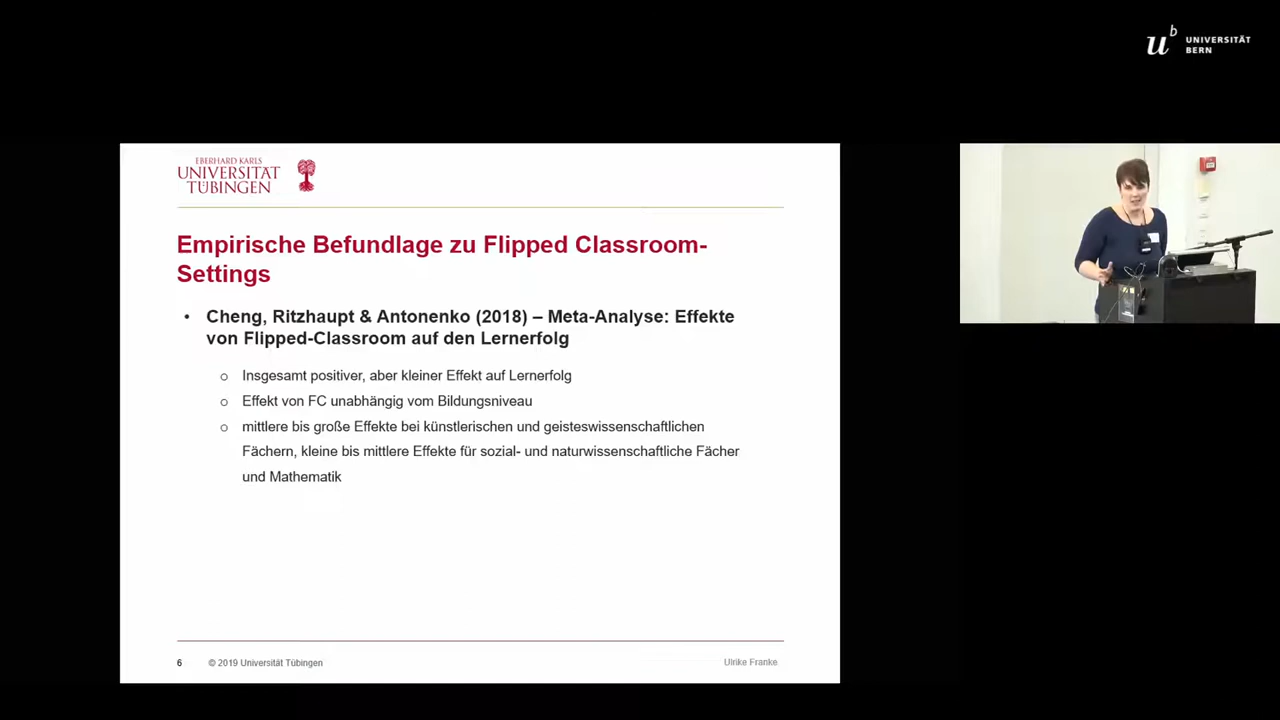 u b UNIVERSITÄT
BERN
EBERHARD KARLS
UNIVERSITÄT
TÜBINGEN
Empirische Befundlage zu Flipped Classroom-
Settings
• Cheng, Ritzhaupt & Antonenko (2018) – Meta-Analyse: Effekte
von Flipped-Classroom auf den Lernerfolg
o Insgesamt positiver, aber kleiner Effekt auf Lernerfolg
o Effekt von FC unabhängig vom Bildungsniveau
o mittlere bis große Effekte bei künstlerischen und geisteswissenschaftlichen
Fächern, kleine bis mittlere Effekte für sozial- und naturwissenschaftliche Fächer
und Mathematik
6 © 2019 Universität Tübingen Ulrike Franke